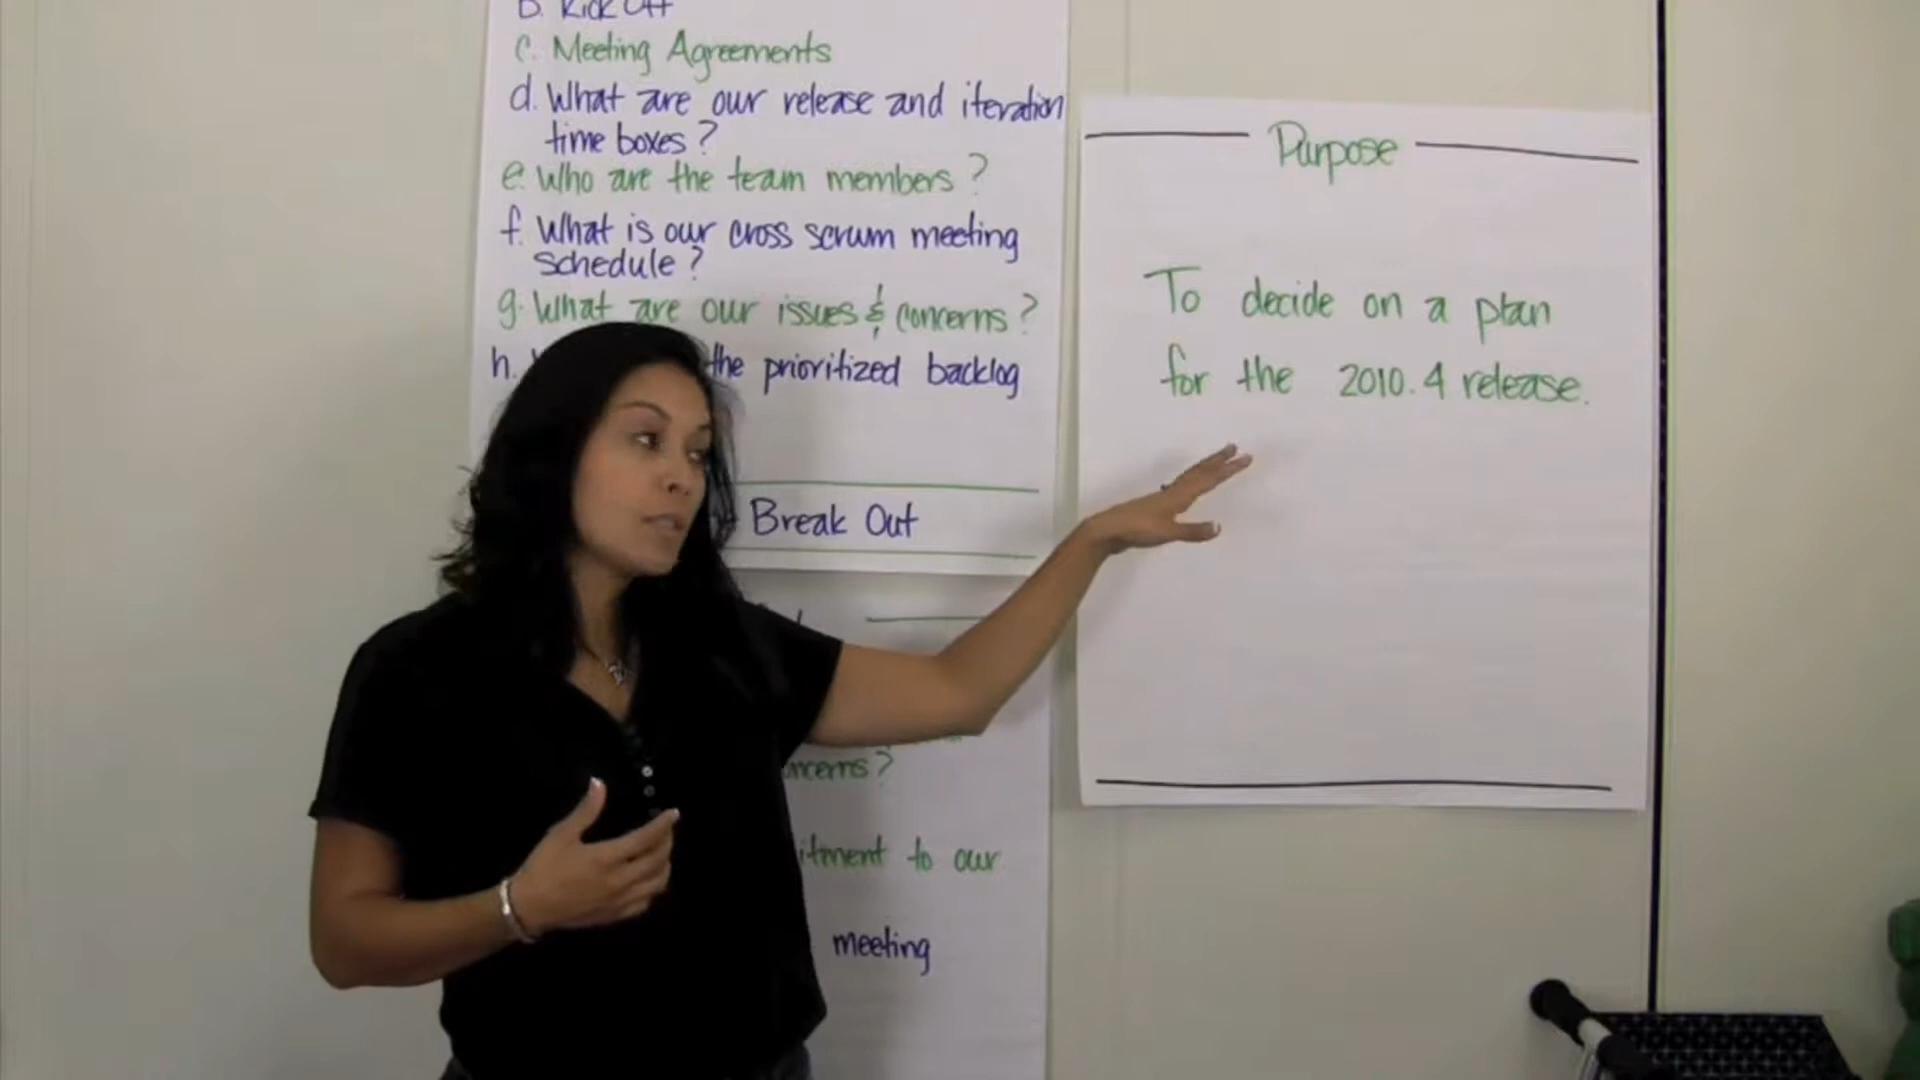 B. Kick Off
c. Meeting Agreements
d. What are our release and iteration
time boxes?
e. Who are the team members?
f. What is our cross scrum meeting
schedule?
g. What are our issues & concerns?
h. the prioritized backlog
Break Out
concerns?
to our
meeting
Purpose
To decide on a plan
for the 2010.4 release.